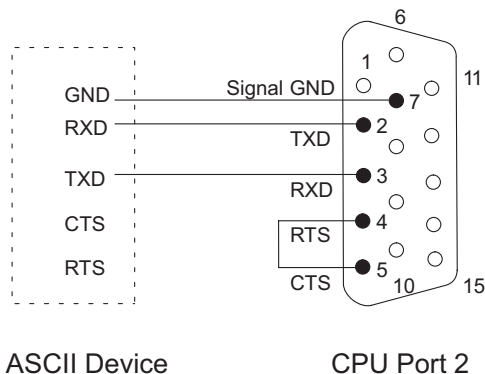 6
1
11
GND
Signal GND
7
RXD
TXD
2
TXD
RXD
3
CTS
RTS
4
RTS
CTS
5
10
15
ASCII Device
CPU Port 2